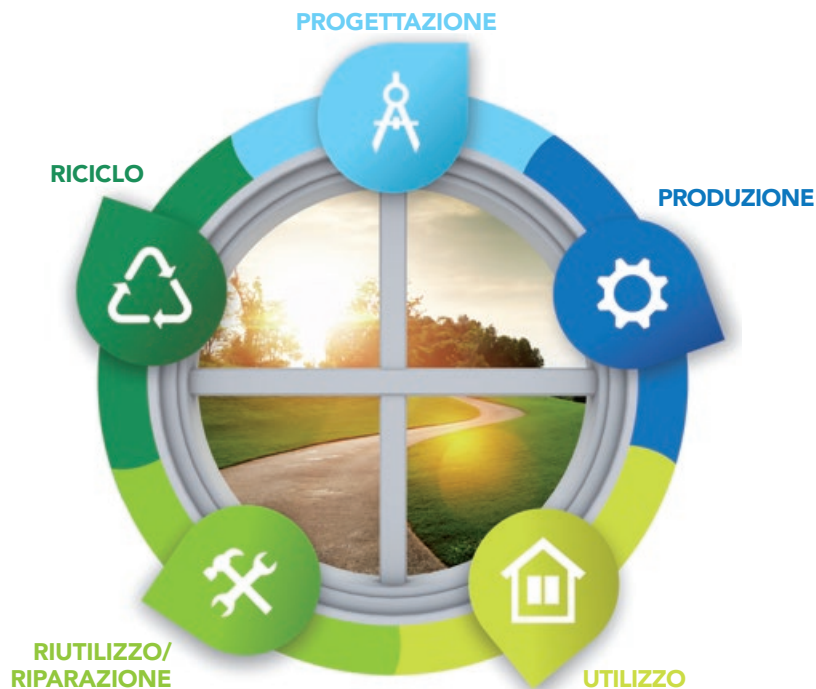 PROGETTAZIONE
RICICLO
PRODUZIONE
RIUTILIZZO/
RIPARAZIONE
UTILIZZO